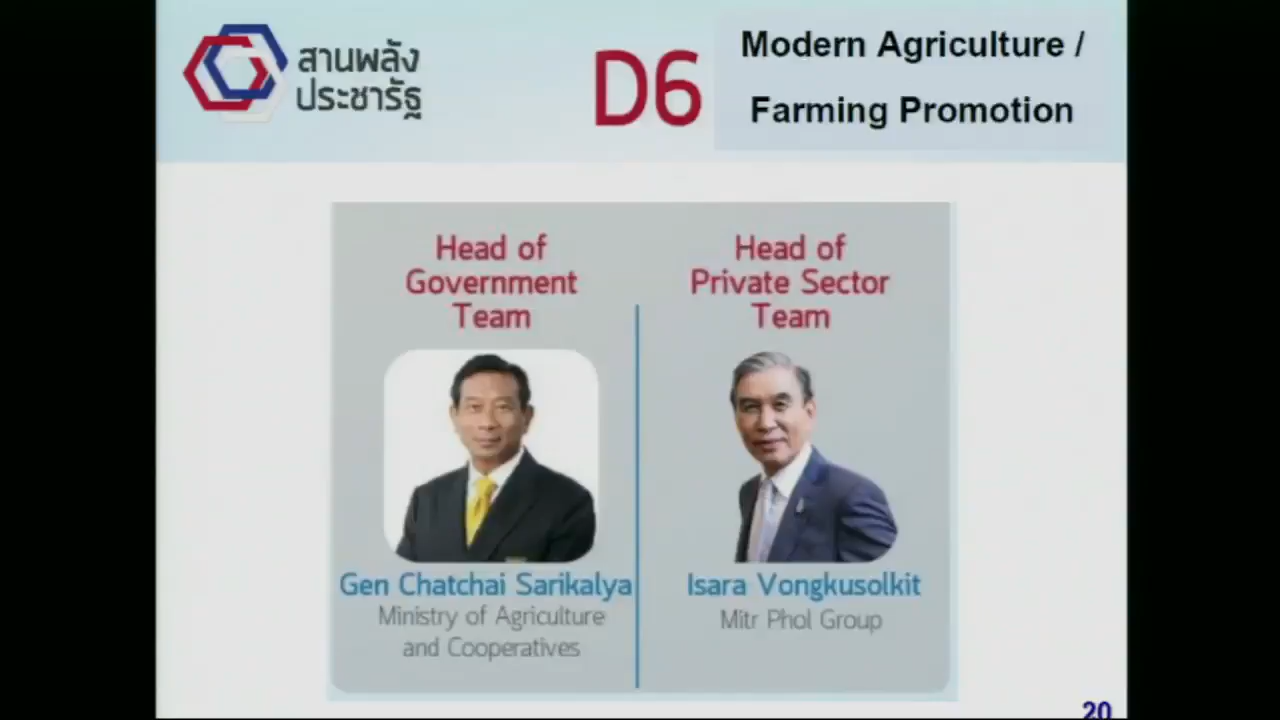 สานพลัง
ประชารัฐ
D6
Modern Agriculture /
Farming Promotion
Head of
Government
Team
Head of
Private Sector
Team
Gen Chatchai Sarikalya
Ministry of Agriculture
and Cooperatives
Isara Vongkusolkit
Mitr Phol Group
20